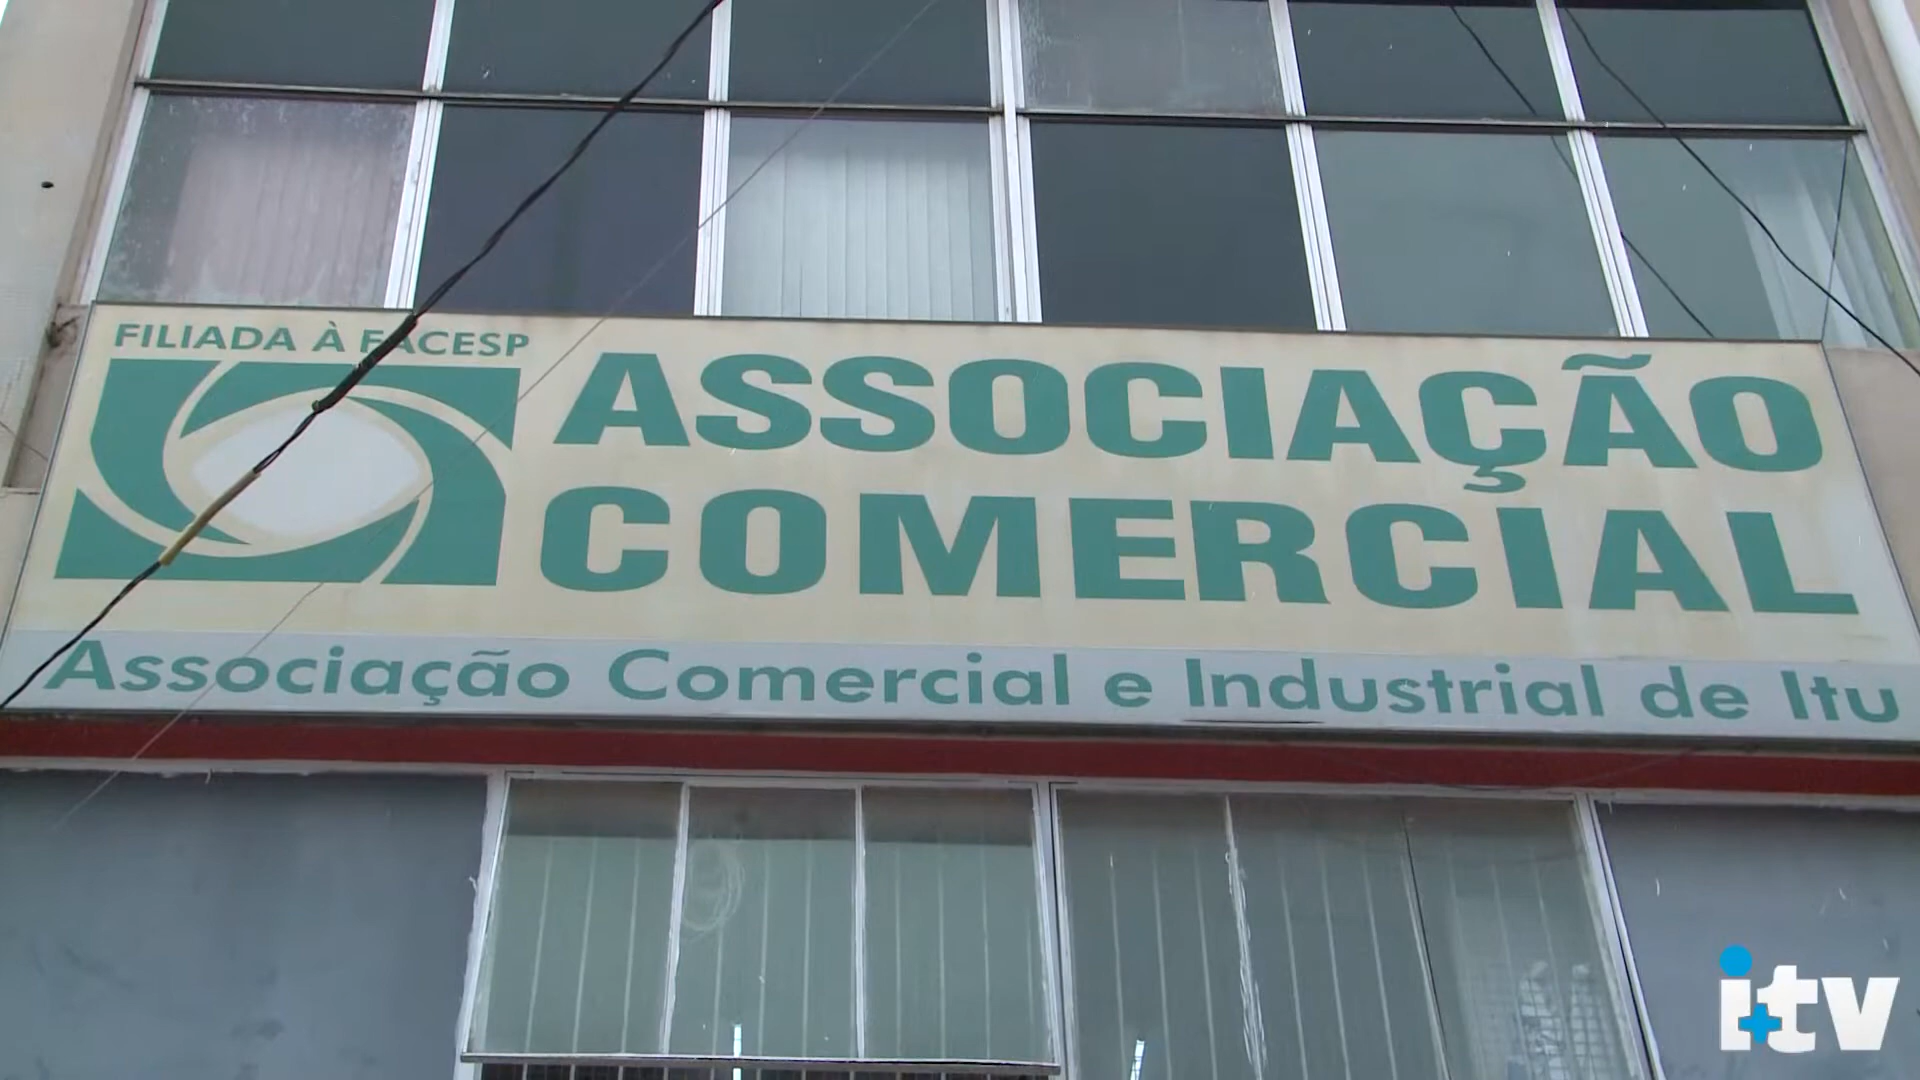 FILIADA À FACESP
ASSOCIAÇÃO
COMERCIAL
Associação Comercial e Industrial de Itu
itv